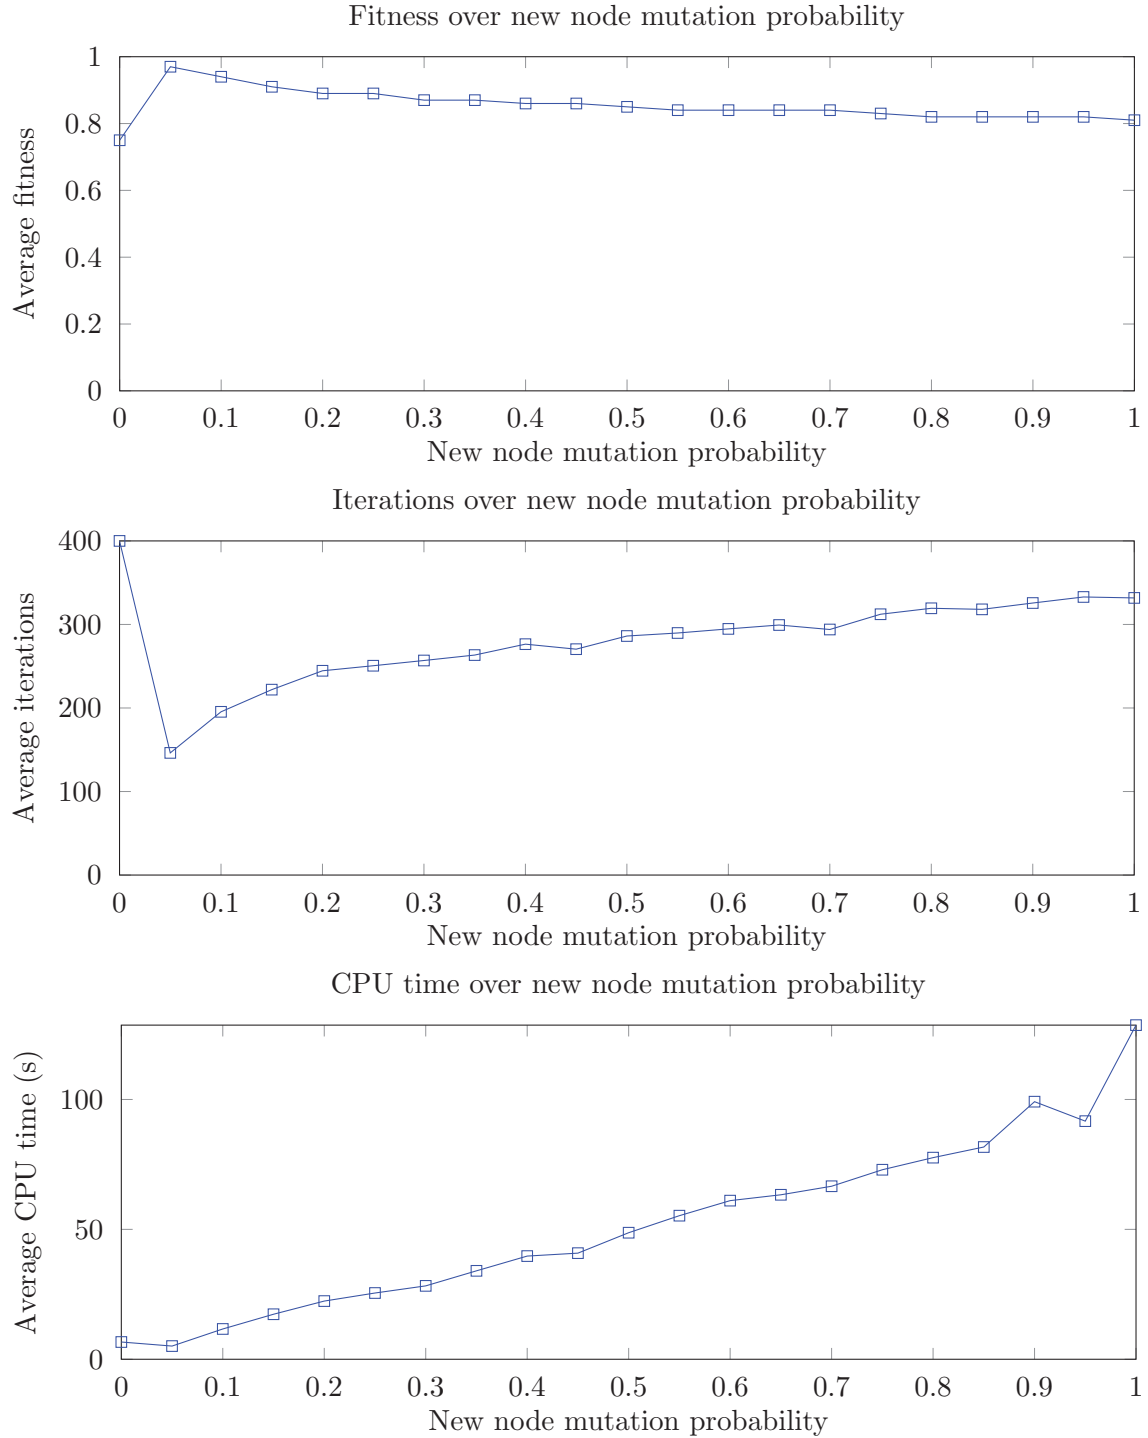 Fitness over new node mutation probability
1
0.8
0.6
0.4
0.2
0
Average fitness
0 0.1 0.2 0.3 0.4 0.5 0.6 0.7 0.8 0.9 1
New node mutation probability
Iterations over new node mutation probability
400
300
200
100
0
Average iterations
0 0.1 0.2 0.3 0.4 0.5 0.6 0.7 0.8 0.9 1
New node mutation probability
CPU time over new node mutation probability
100
50
0
Average CPU time (s)
0 0.1 0.2 0.3 0.4 0.5 0.6 0.7 0.8 0.9 1
New node mutation probability